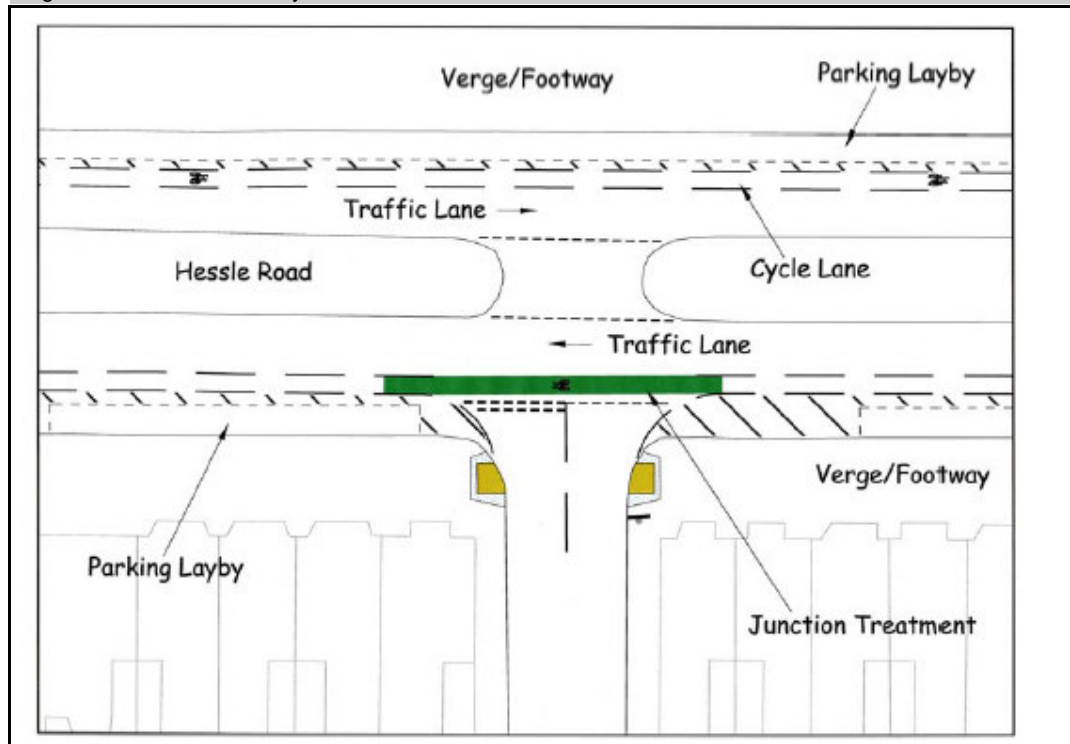 Verge/Footway
Parking Layby
Traffic Lane
Hessle Road
Cycle Lane
Traffic Lane
Verge/Footway
Parking Layby
Junction Treatment